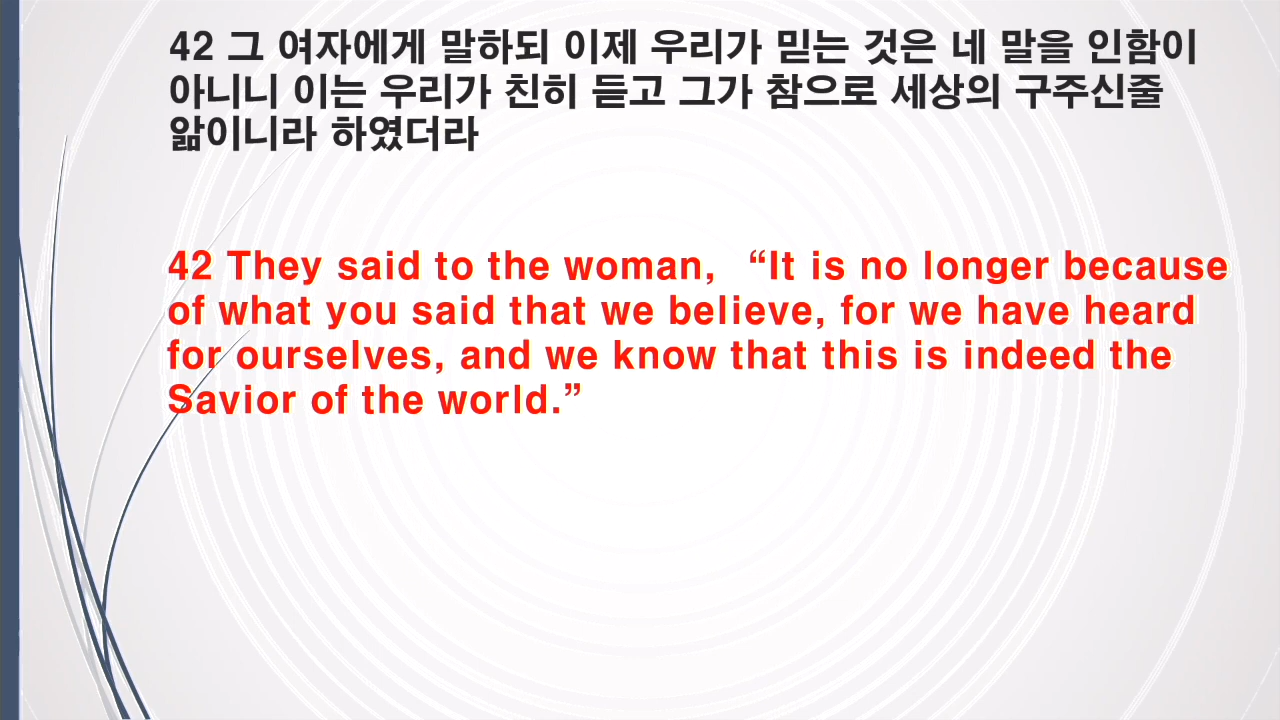 42 그 여자에게 말하되 이제 우리가 믿는 것은 네 말을 인함이
아니니 이는 우리가 친히 듣고 그가 참으로 세상의 구주신줄
앎이니라 하였더라
42 They said to the woman, “It is no longer because
of what you said that we believe, for we have heard
for ourselves, and we know that this is indeed the
Savior of the world.”